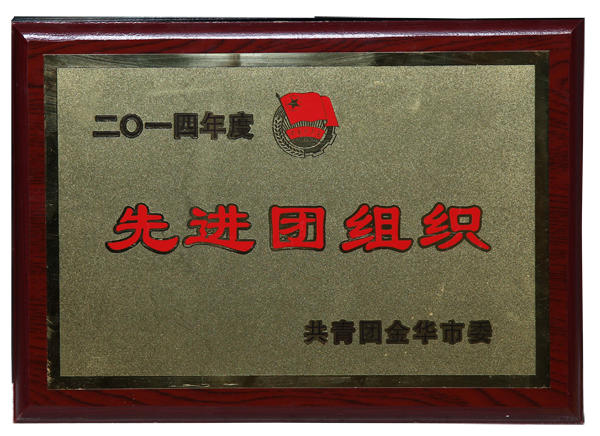 二〇一四年度
先进团组织
共青团金华市委